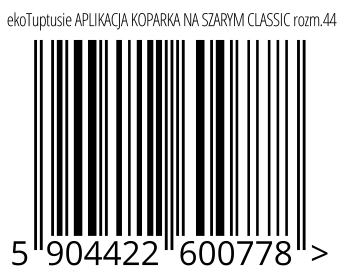 ekoTuptusie APLIKACJA KOPARKA NA SZARYM CLASSIC rozm.44
5 904422 600778 >